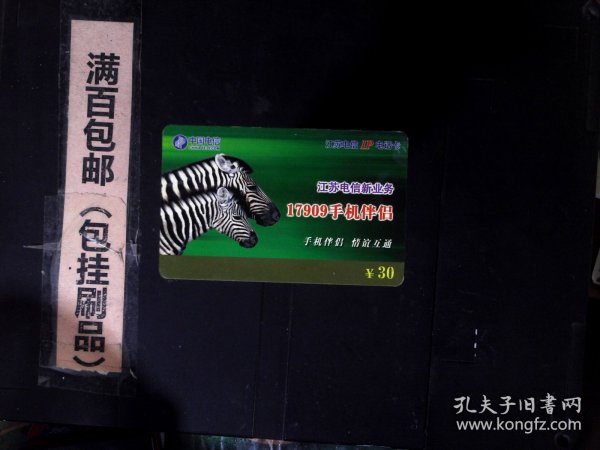 满百包邮（包挂刷品）
中国电信
CHINA TELECOM
江苏电信 IP 电话卡
江苏电信新业务
17909手机伴侣
手机伴侣 情谊互通
￥30
孔夫子旧书网
www.kongfz.com